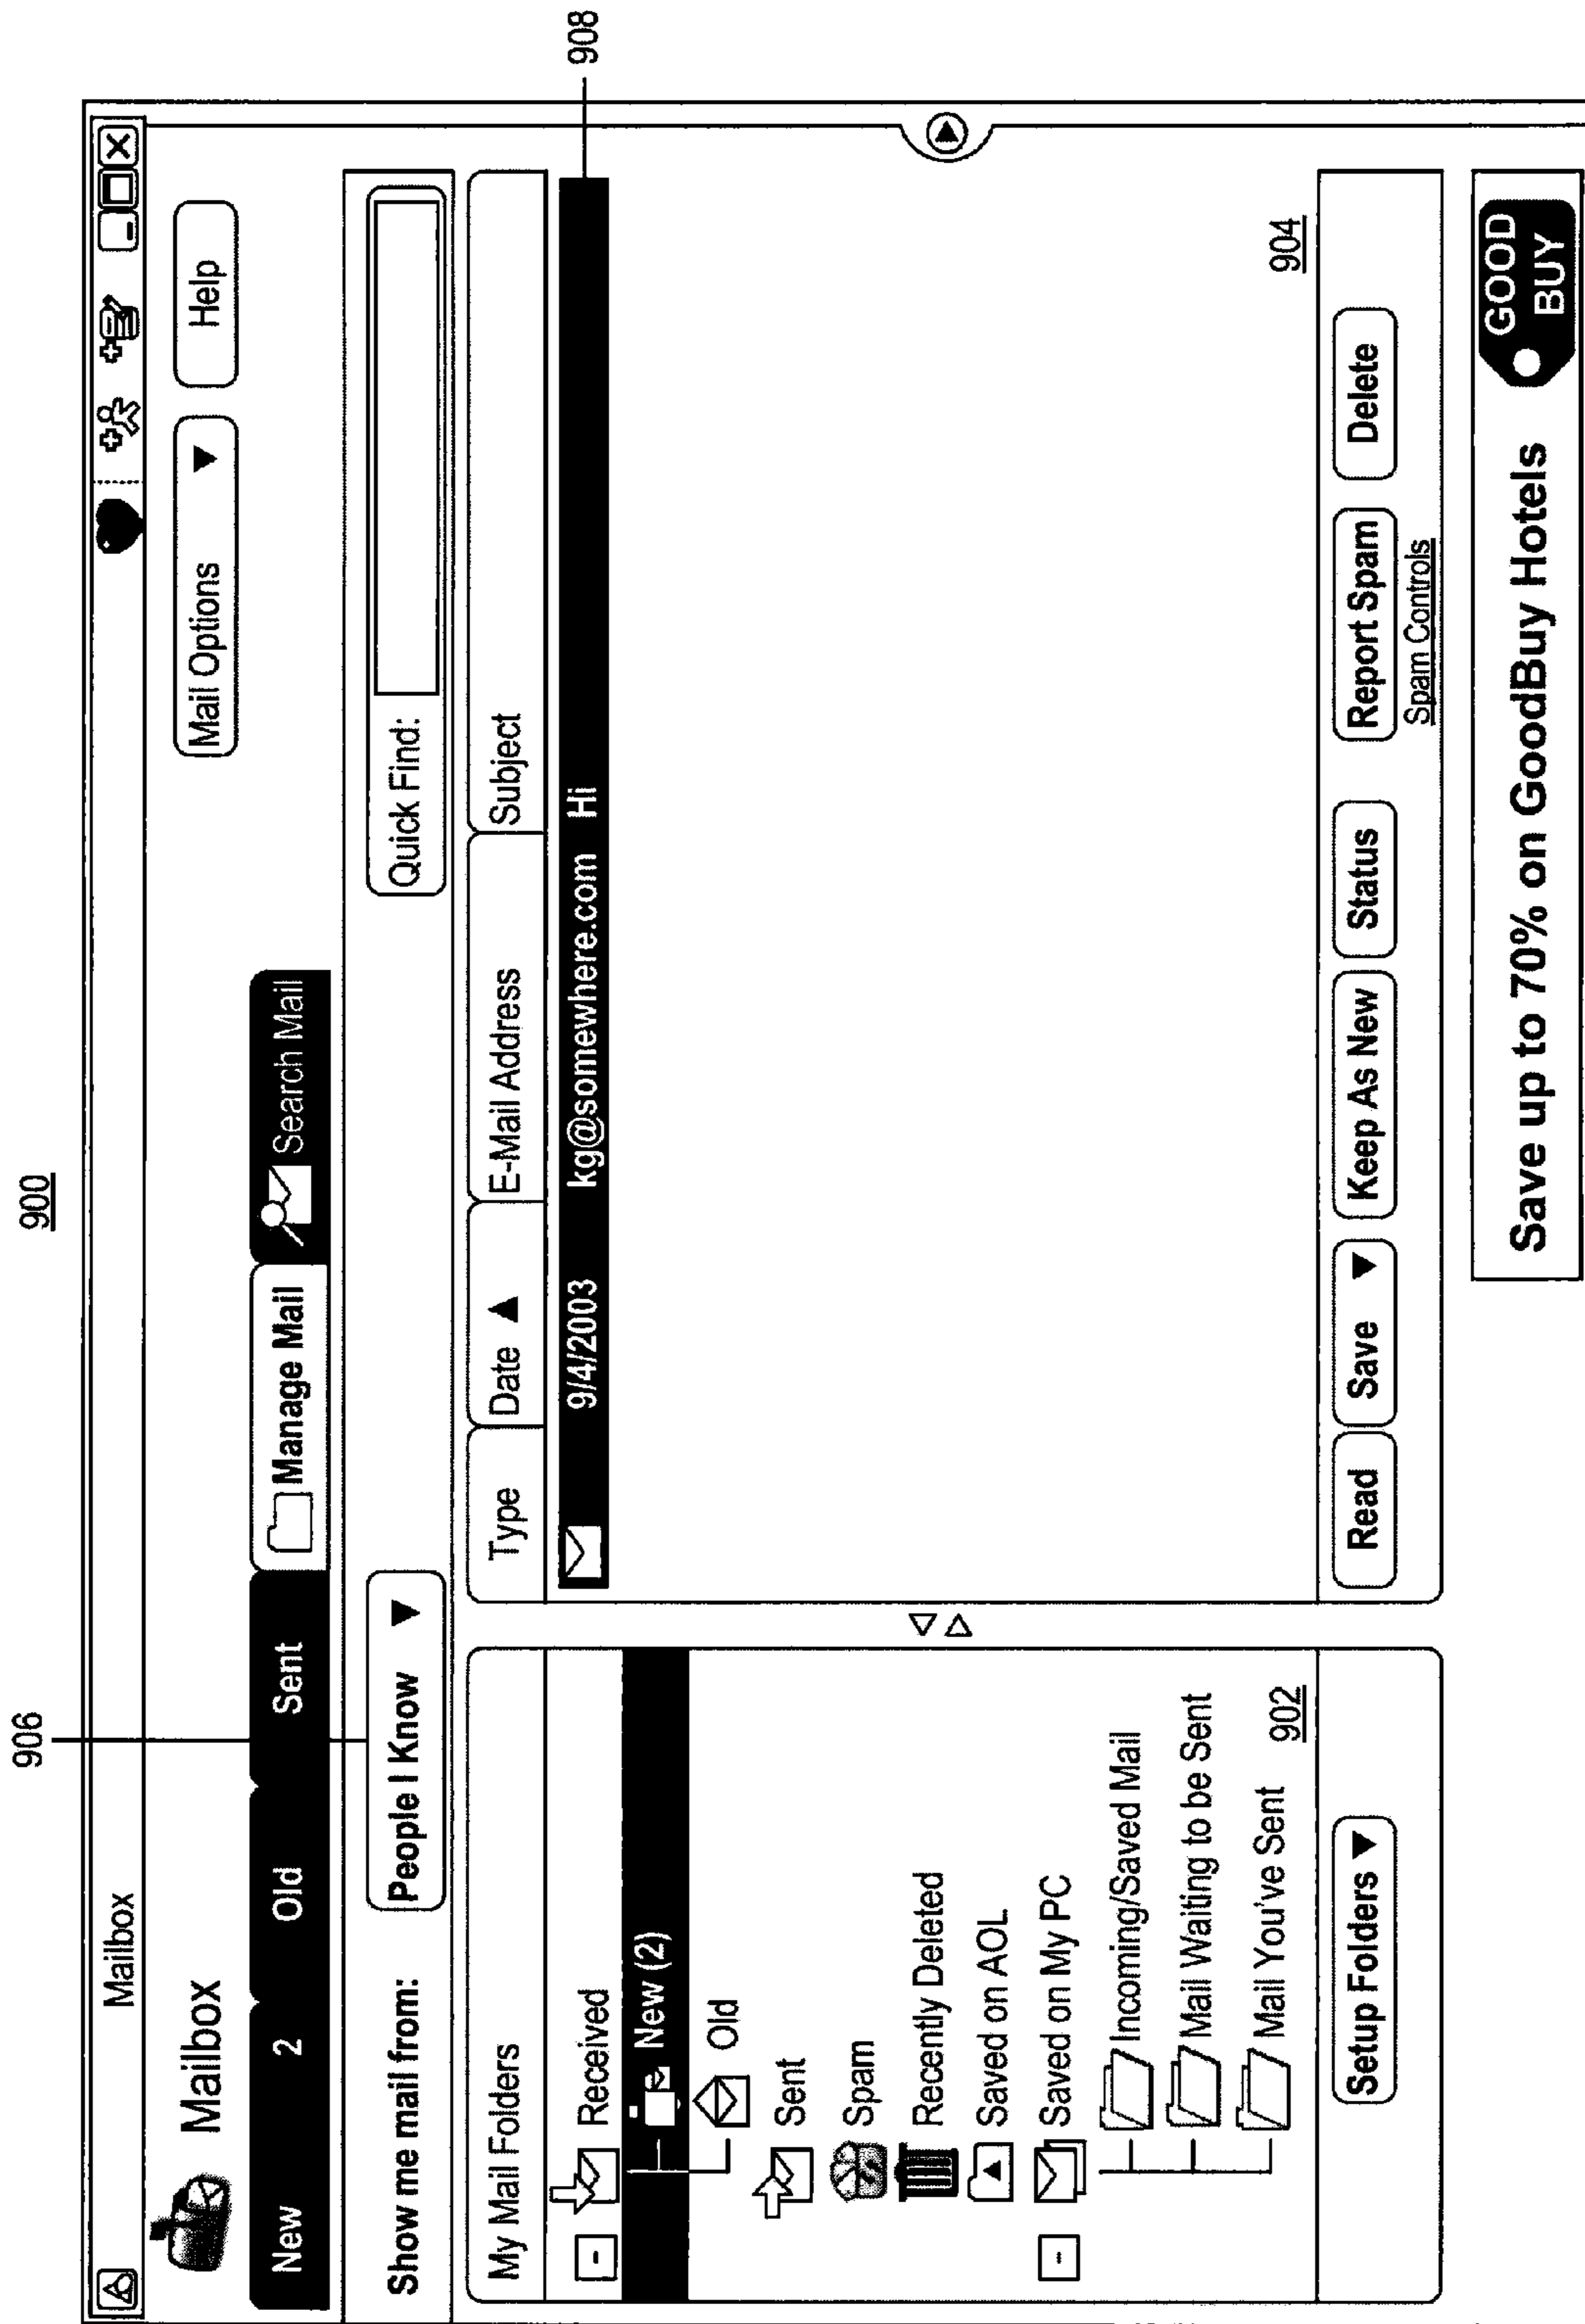 900
906
Mailbox
Mailbox
Mail Options Help
New 2 Old Sent Manage Mail Search Mail
Show me mail from: People I Know Quick Find:
My Mail Folders
Type Date E-Mail Address Subject
9/4/2003 kg@somewhere.com Hi
908
Received
New (2)
Old
Sent
Spam
Recently Deleted
Saved on AOL
Saved on My PC
Incoming/Saved Mail
Mail Waiting to be Sent
Mail You've Sent
902
904
Setup Folders
Read Save Keep As New Status Report Spam Delete
Spam Controls
Save up to 70% on GoodBuy Hotels
GOOD
BUY